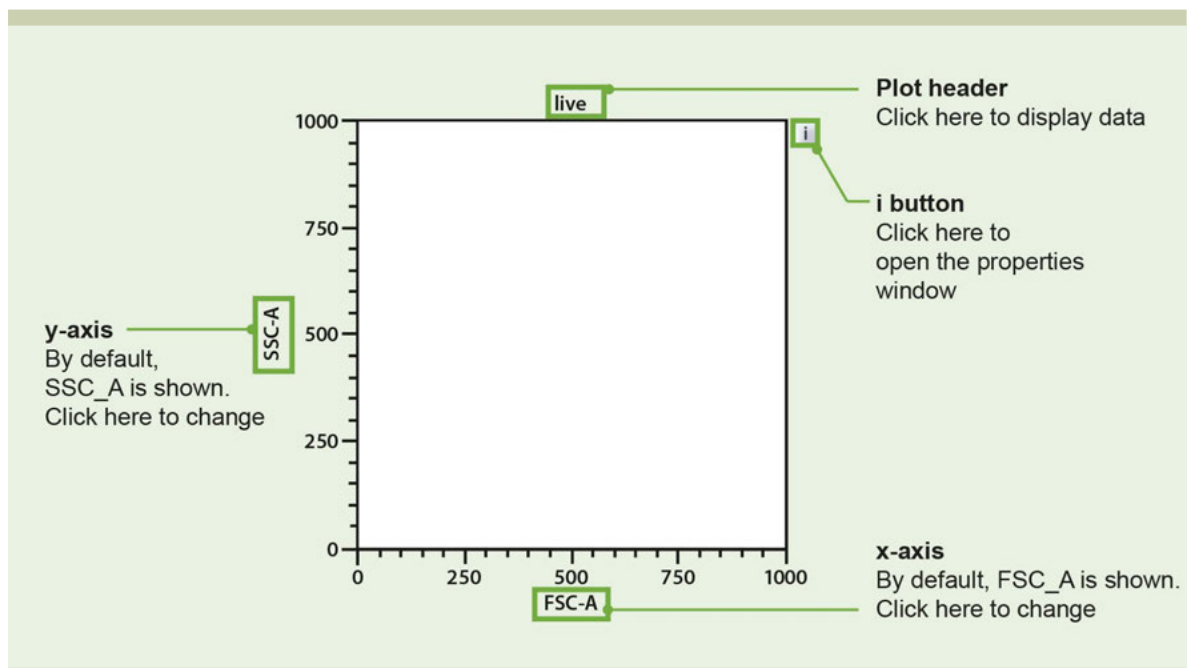 Plot header
Click here to display data
live
i
i button
Click here to
open the properties
window
1000
750
500
250
0
SSC-A
y-axis
By default,
SSC_A is shown.
Click here to change
0
250
500
750
1000
FSC-A
x-axis
By default, FSC_A is shown.
Click here to change